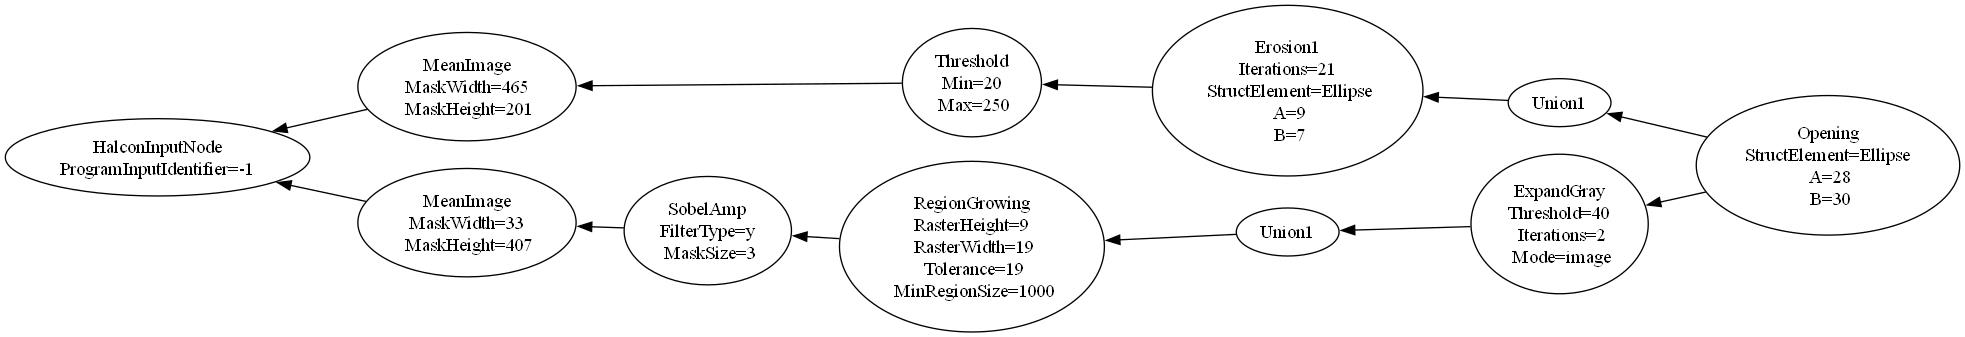 HalconInputNode
ProgramInputIdentifier=-1
MeanImage
MaskWidth=465
MaskHeight=201
MeanImage
MaskWidth=33
MaskHeight=407
SobelAmp
FilterType=y
MaskSize=3
Threshold
Min=20
Max=250
RegionGrowing
RasterHeight=9
RasterWidth=19
Tolerance=19
MinRegionSize=1000
Erosion1
Iterations=21
StructElement=Ellipse
A=9
B=7
Union1
Union1
ExpandGray
Threshold=40
Iterations=2
Mode=image
Opening
StructElement=Ellipse
A=28
B=30